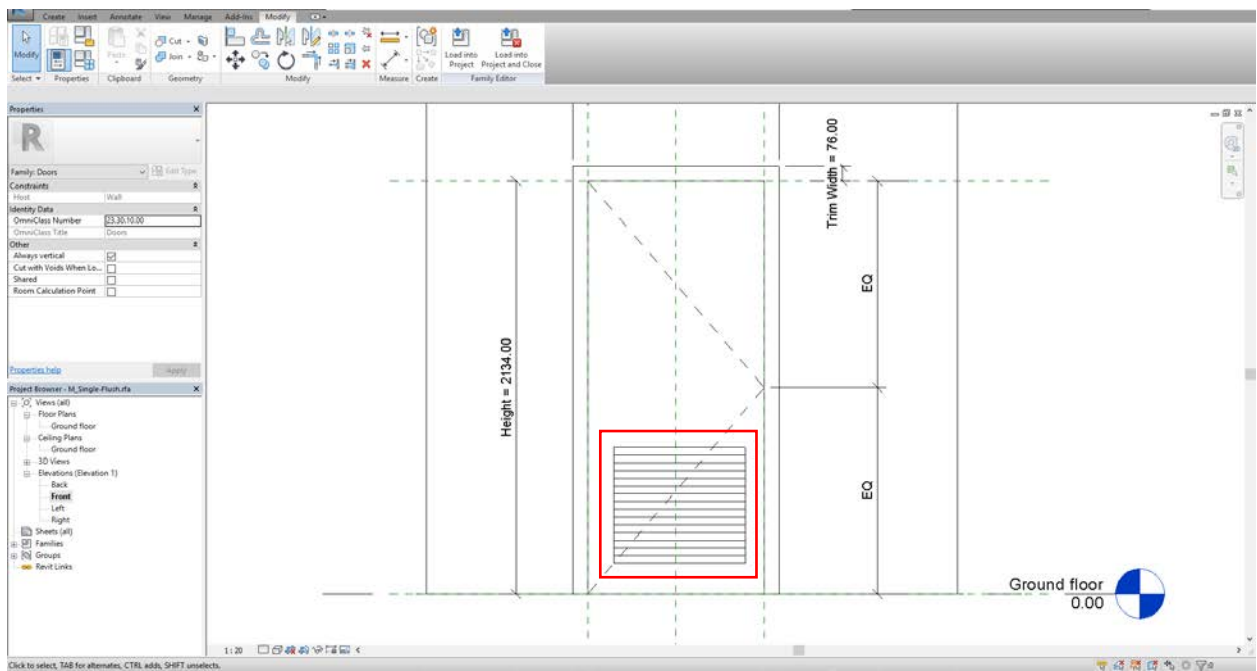 Create Insert Annotate View Manage Add-Ins Modify
Modify
Paste
Cut
Join
Load into Project
Load into Project and Close
Select Properties Clipboard Geometry Modify Measure Create Family Editor
Properties
R
Family: Doors
Edit Type
Constraints
Host Wall
Identity Data
OmniClass Number 23.30.10.00
OmniClass Title Doors
Other
Always vertical
Cut with Voids When Lo...
Shared
Room Calculation Point
Properties help
Apply
Project Browser - M_Single-Flush.rfa
Views (all)
Floor Plans
Ground floor
Ceiling Plans
Ground floor
3D Views
Elevations (Elevation 1)
Back
Front
Left
Right
Sheets (all)
Families
Groups
Revit Links
Trim Width = 76.00
EQ
Height = 2134.00
EQ
Ground floor
0.00
1 : 20
Click to select, TAB for alternates, CTRL adds, SHIFT unselects.
:0